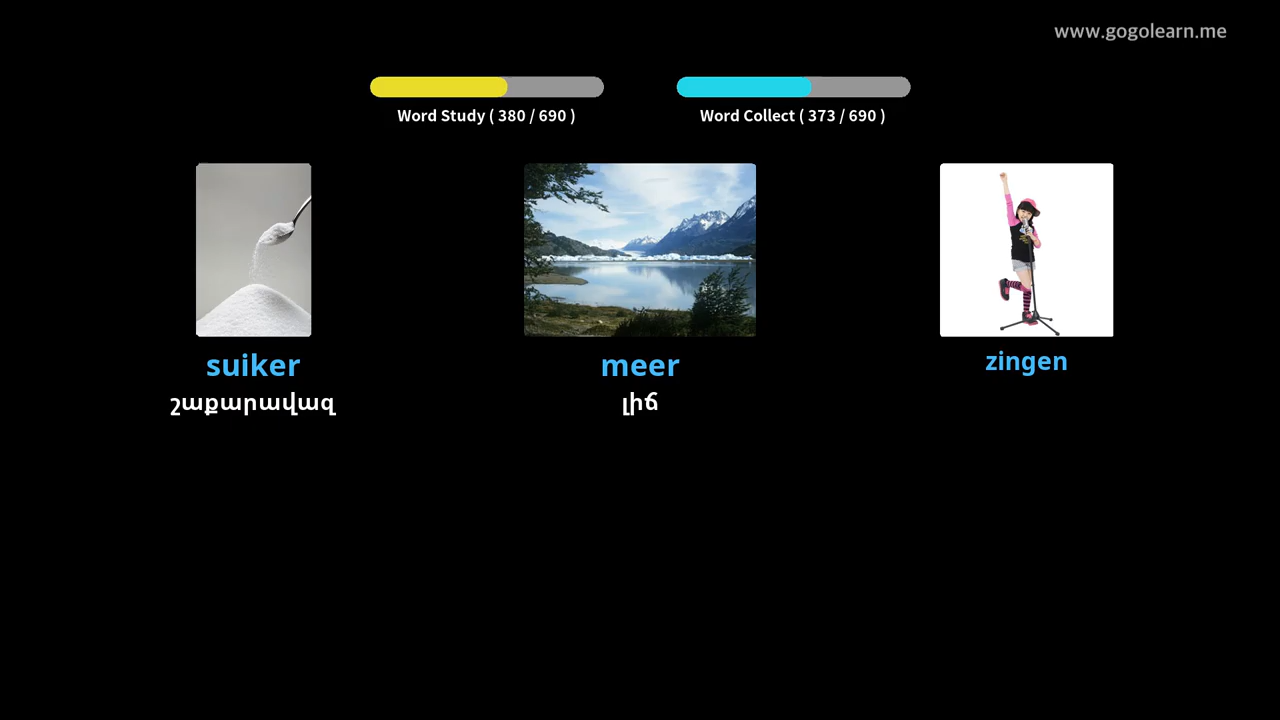 www.gogolearn.me
Word Study ( 380 / 690 )
Word Collect ( 373 / 690 )
suiker
meer
zingen
շաքարավազ
լիճ